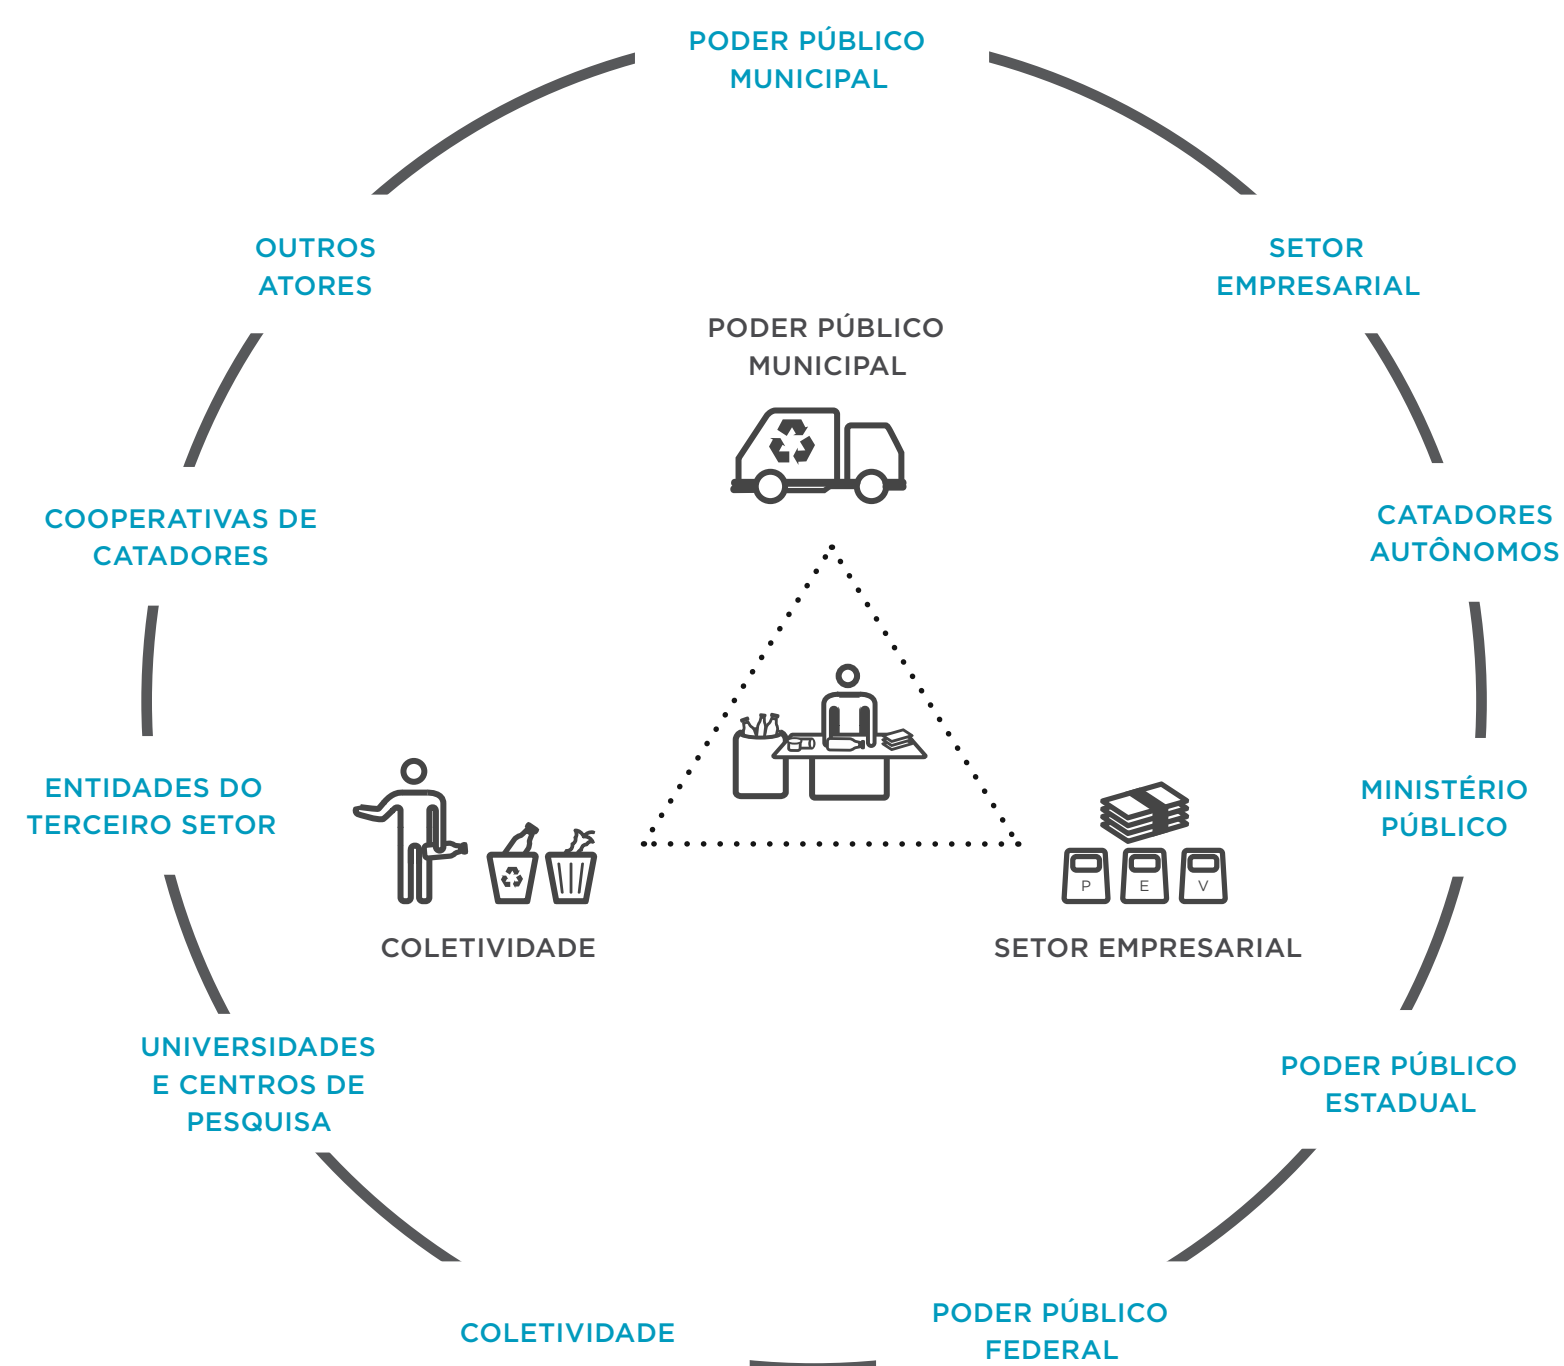 PODER PÚBLICO
MUNICIPAL
OUTROS
ATORES
SETOR
EMPRESARIAL
PODER PÚBLICO
MUNICIPAL
COOPERATIVAS DE
CATADORES
CATADORES
AUTÔNOMOS
ENTIDADES DO
TERCEIRO SETOR
MINISTÉRIO
PÚBLICO
P E V
COLETIVIDADE
SETOR EMPRESARIAL
UNIVERSIDADES
E CENTROS DE
PESQUISA
PODER PÚBLICO
ESTADUAL
COLETIVIDADE
PODER PÚBLICO
FEDERAL